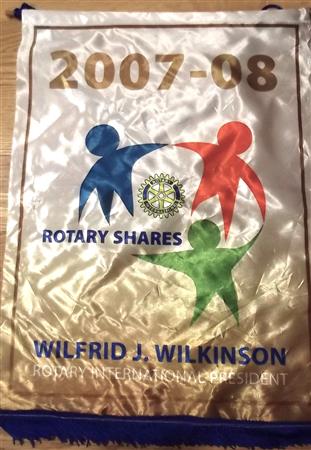 2007-08
ROTARY SHARES
WILFRID J. WILKINSON
ROTARY INTERNATIONAL PRESIDENT